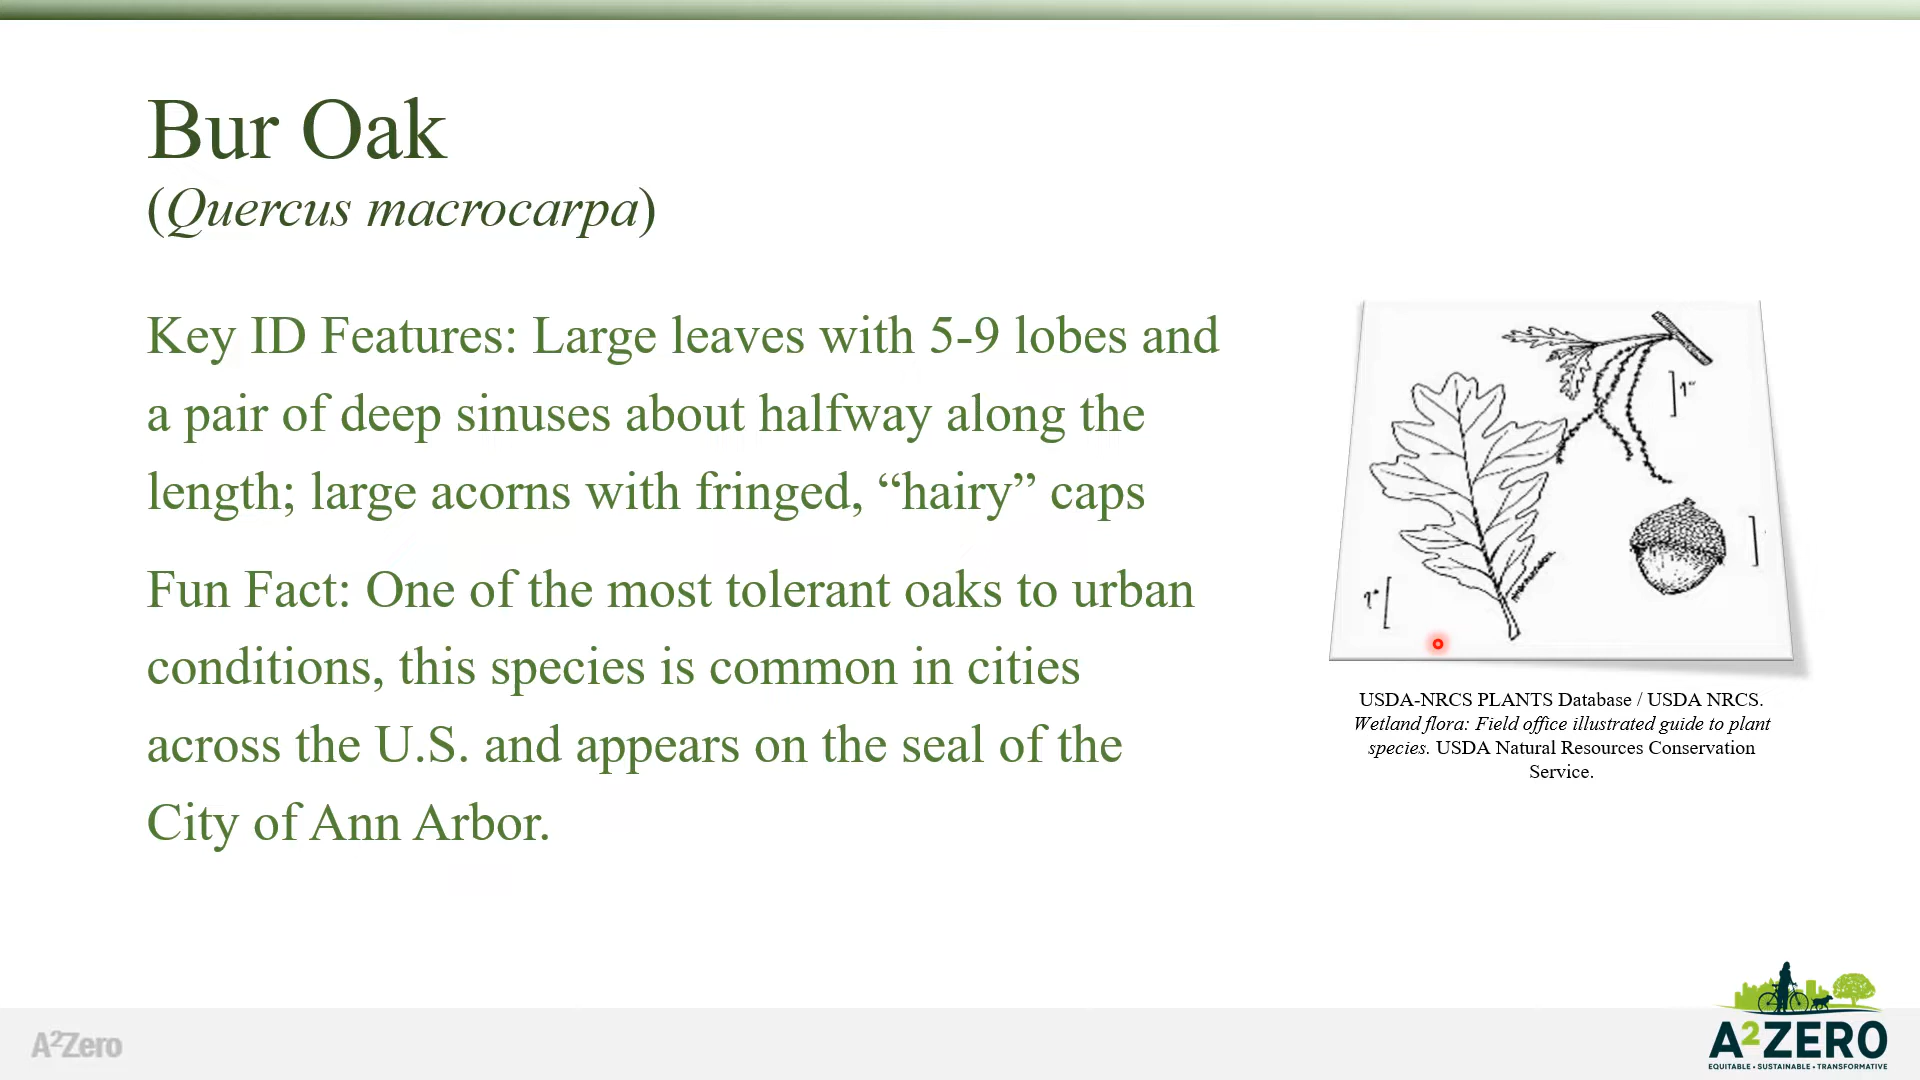 Bur Oak
(Quercus macrocarpa)
Key ID Features: Large leaves with 5-9 lobes and
a pair of deep sinuses about halfway along the
length; large acorns with fringed, “hairy” caps
Fun Fact: One of the most tolerant oaks to urban
conditions, this species is common in cities
across the U.S. and appears on the seal of the
City of Ann Arbor.
USDA-NRCS PLANTS Database / USDA NRCS.
Wetland flora: Field office illustrated guide to plant
species. USDA Natural Resources Conservation
Service.
A²Zero
A²ZERO
EQUITABLE • SUSTAINABLE • TRANSFORMATIVE